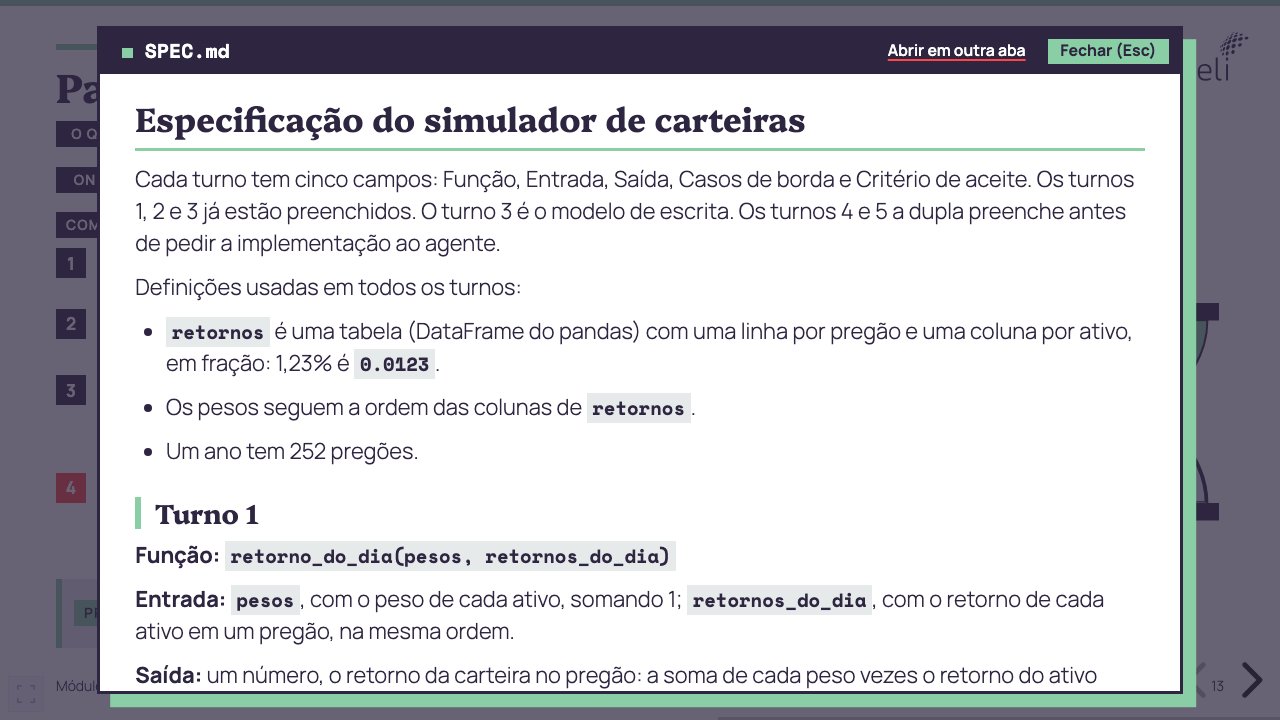 SPEC.md
Abrir em outra aba
Fechar (Esc)
Especificação do simulador de carteiras
Cada turno tem cinco campos: Função, Entrada, Saída, Casos de borda e Critério de aceite. Os turnos
1, 2 e 3 já estão preenchidos. O turno 3 é o modelo de escrita. Os turnos 4 e 5 a dupla preenche antes
de pedir a implementação ao agente.
Definições usadas em todos os turnos:
retornos é uma tabela (DataFrame do pandas) com uma linha por pregão e uma coluna por ativo,
em fração: 1,23% é 0.0123.
Os pesos seguem a ordem das colunas de retornos.
Um ano tem 252 pregões.
Turno 1
Função: retorno_do_dia(pesos, retornos_do_dia)
Entrada: pesos, com o peso de cada ativo, somando 1; retornos_do_dia, com o retorno de cada
ativo em um pregão, na mesma ordem.
Saída: um número, o retorno da carteira no pregão: a soma de cada peso vezes o retorno do ativo
Pa
O Q
ON
COM
1
2
3
4
eli
13